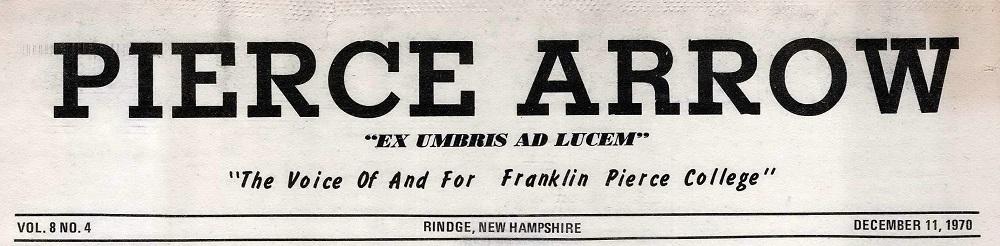 PIERCE ARROW
“EX UMBRIS AD LUCEM”
"The Voice Of And For Franklin Pierce College"
VOL. 8 NO. 4 RINDGE, NEW HAMPSHIRE DECEMBER 11, 1970